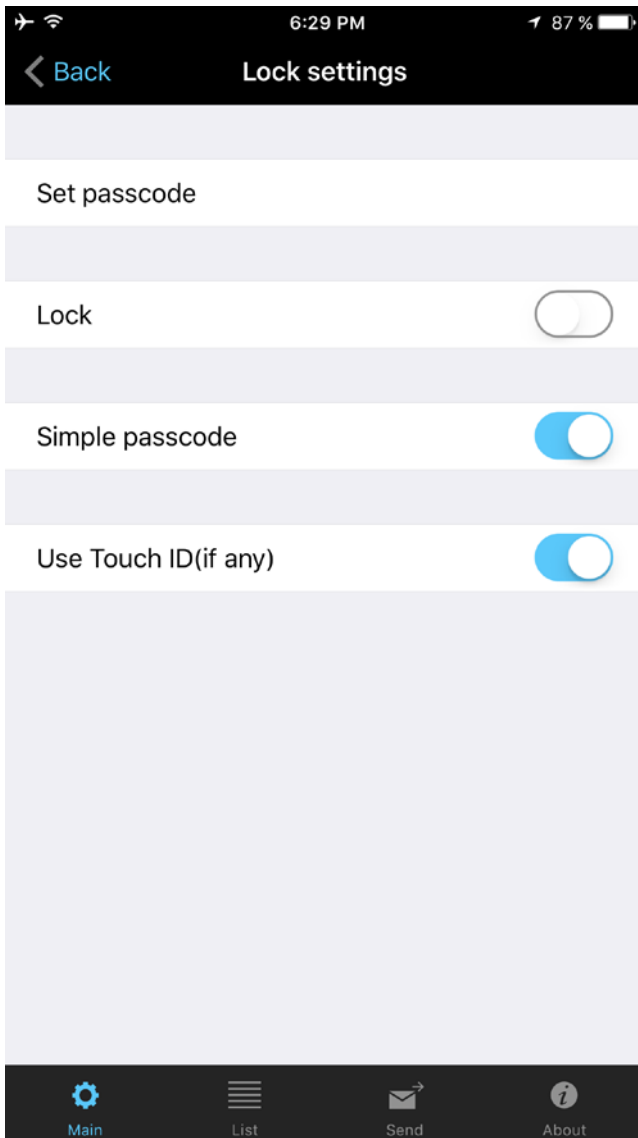 6:29 PM 87 %
Back Lock settings
Set passcode
Lock
Simple passcode
Use Touch ID(if any)
Main List Send About